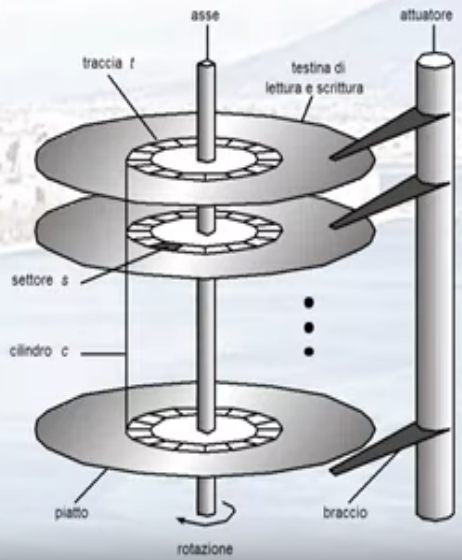 asse
attuatore
traccia t
testina di
lettura e scrittura
settore s
cilindro c
piatto
braccio
rotazione